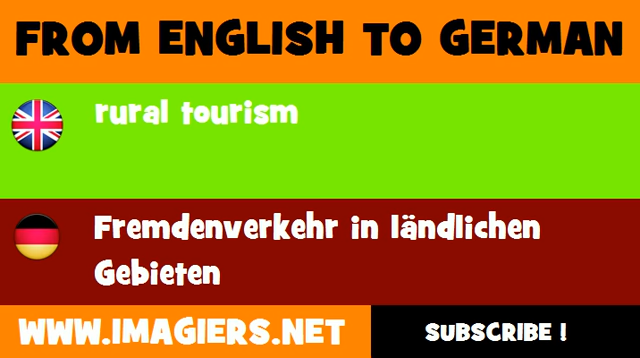 FROM ENGLISH TO GERMAN
rural tourism
Fremdenverkehr in ländlichen
Gebieten
WWW.IMAGIERS.NET
SUBSCRIBE !